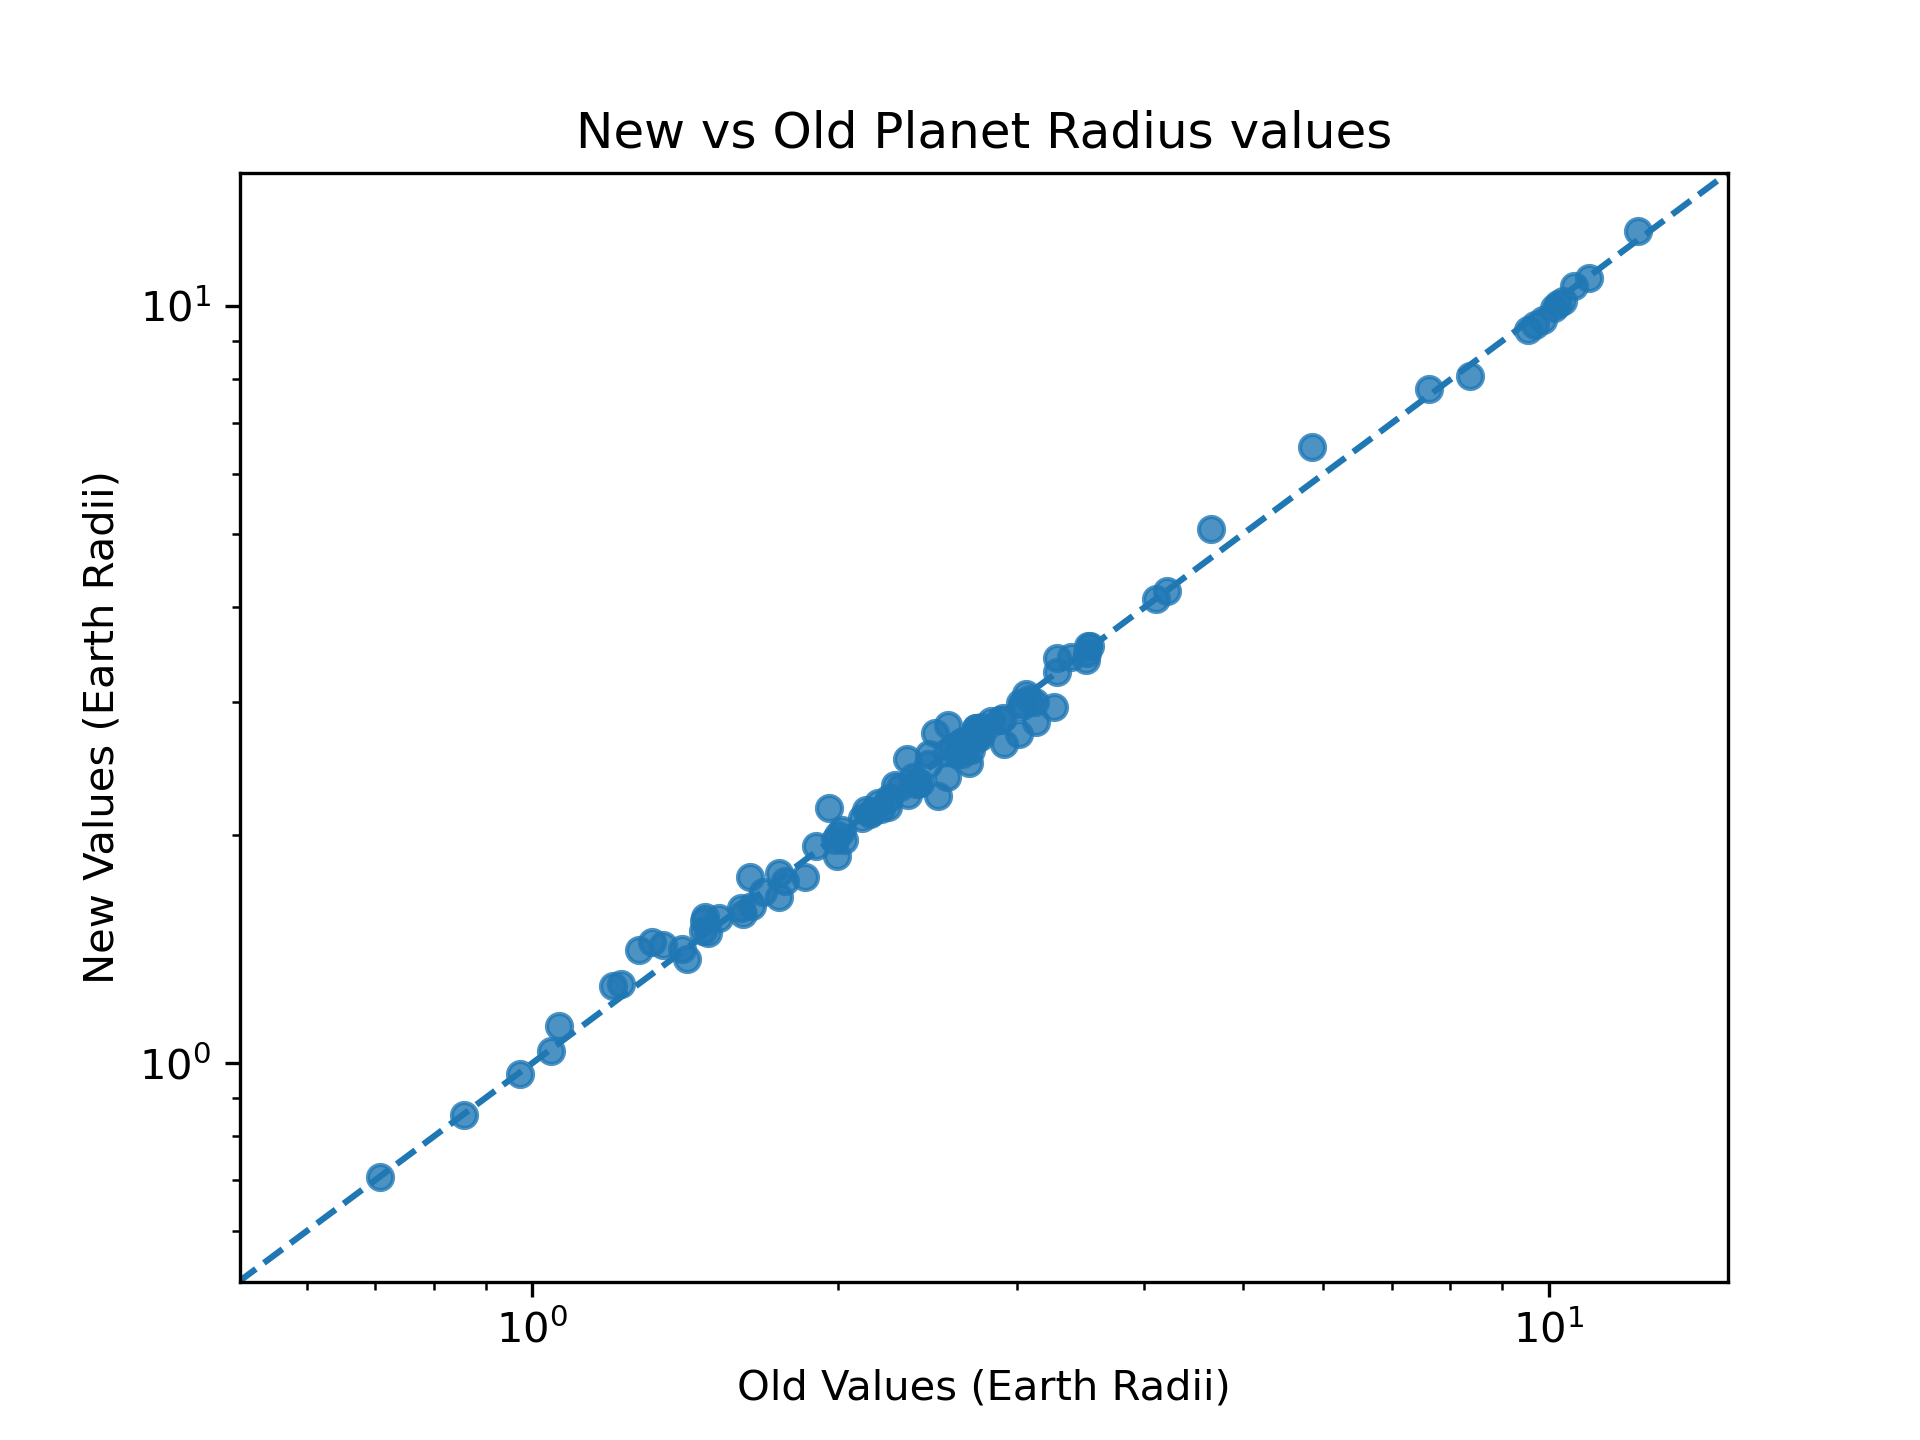 New vs Old Planet Radius values
New Values (Earth Radii)
10¹
10⁰
10⁰
10¹
Old Values (Earth Radii)